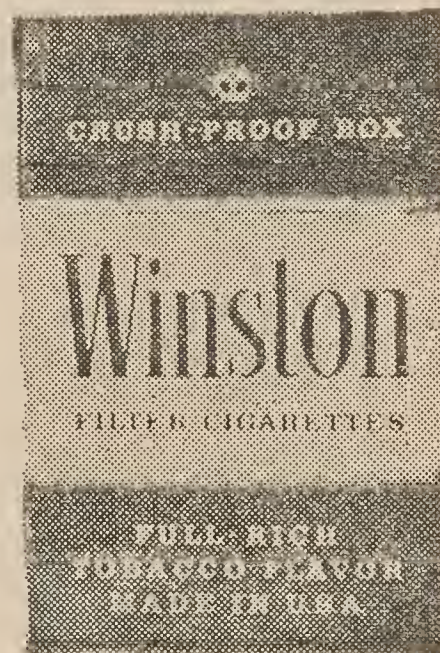 CRUSH-PROOF BOX
Winston
FILTER CIGARETTES
FULL-RICH
TOBACCO FLAVOR
MADE IN USA